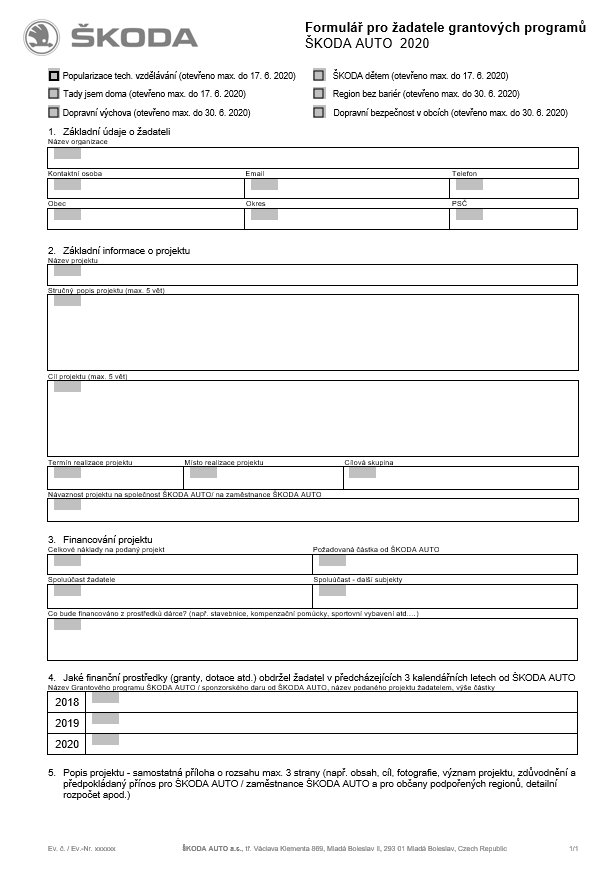 ŠKODA
Formulář pro žadatele grantových programů
ŠKODA AUTO 2020
Popularizace tech. vzdělávání (otevřeno max. do 17. 6. 2020)
ŠKODA dětem (otevřeno max. do 17. 6. 2020)
Tady jsem doma (otevřeno max. do 17. 6. 2020)
Region bez bariér (otevřeno max. do 30. 6. 2020)
Dopravní výchova (otevřeno max. do 30. 6. 2020)
Dopravní bezpečnost v obcích (otevřeno max. do 30. 6. 2020)
1. Základní údaje o žadateli
Název organizace
Kontaktní osoba Email Telefon
Obec Okres PSČ
2. Základní informace o projektu
Název projektu
Stručný popis projektu (max. 5 vět)
Cíl projektu (max. 5 vět)
Termín realizace projektu Místo realizace projektu Cílová skupina
Návaznost projektu na společnost ŠKODA AUTO/ na zaměstnance ŠKODA AUTO
3. Financování projektu
Celkové náklady na podaný projekt Požadovaná částka od ŠKODA AUTO
Spoluúčast žadatele Spoluúčast - další subjekty
Co bude financováno z prostředků dárce? (např. stavebnice, kompenzační pomůcky, sportovní vybavení atd....)
4. Jaké finanční prostředky (granty, dotace atd.) obdržel žadatel v předcházejících 3 kalendářních letech od ŠKODA AUTO
Název Grantového programu ŠKODA AUTO / sponzorského daru od ŠKODA AUTO, název podaného projektu žadatelem, výše částky
2018
2019
2020
5. Popis projektu - samostatná příloha o rozsahu max. 3 strany (např. obsah, cíl, fotografie, význam projektu, zdůvodnění a
předpokládaný přínos pro ŠKODA AUTO / zaměstnance ŠKODA AUTO a pro občany podpořených regionů, detailní
rozpočet apod.)
Ev. č. / Ev.-Nr. xxxxxx ŠKODA AUTO a.s., tř. Václava Klementa 869, Mladá Boleslav II, 293 01 Mladá Boleslav, Czech Republic 1/1